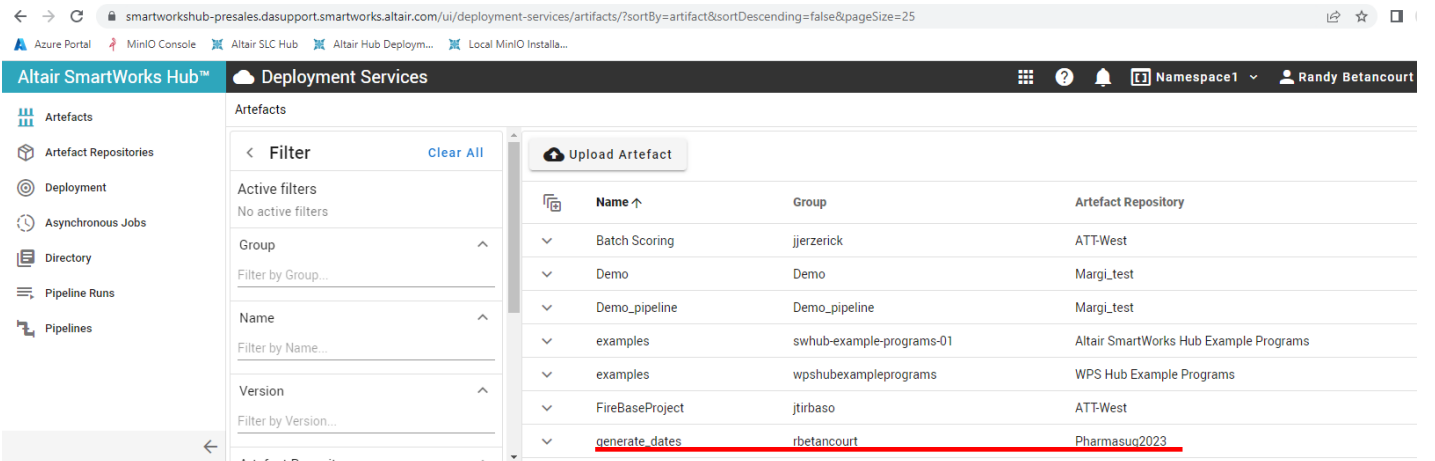 smartworkshub-presales.dasupport.smartworks.altair.com/ui/deployment-services/artifacts/?sortBy=artifact&sortDescending=false&pageSize=25
Azure Portal MinIO Console Altair SLC Hub Altair Hub Deploym... Local MinIO Installa...
Altair SmartWorks Hub™ Deployment Services Namespace1 Randy Betancourt
Artefacts
Artefact Repositories
Deployment
Asynchronous Jobs
Directory
Pipeline Runs
Pipelines
Artefacts
Filter Clear All
Active filters
No active filters
Group
Filter by Group...
Name
Filter by Name...
Version
Filter by Version...
Upload Artefact
Name Group Artefact Repository
Batch Scoring jjerzerick ATT-West
Demo Demo Margi_test
Demo_pipeline Demo_pipeline Margi_test
examples swhub-example-programs-01 Altair SmartWorks Hub Example Programs
examples wpshubexampleprograms WPS Hub Example Programs
FireBaseProject jtirbaso ATT-West
generate_dates rbetancourt Pharmasug2023